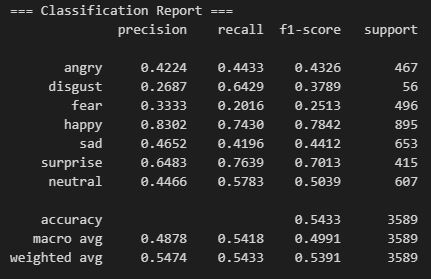 === Classification Report ===
precision recall f1-score support
angry 0.4224 0.4433 0.4326 467
disgust 0.2687 0.6429 0.3789 56
fear 0.3333 0.2016 0.2513 496
happy 0.8302 0.7430 0.7842 895
sad 0.4652 0.4196 0.4412 653
surprise 0.6483 0.7639 0.7013 415
neutral 0.4466 0.5783 0.5039 607
accuracy 0.5433 3589
macro avg 0.4878 0.5418 0.4991 3589
weighted avg 0.5474 0.5433 0.5391 3589